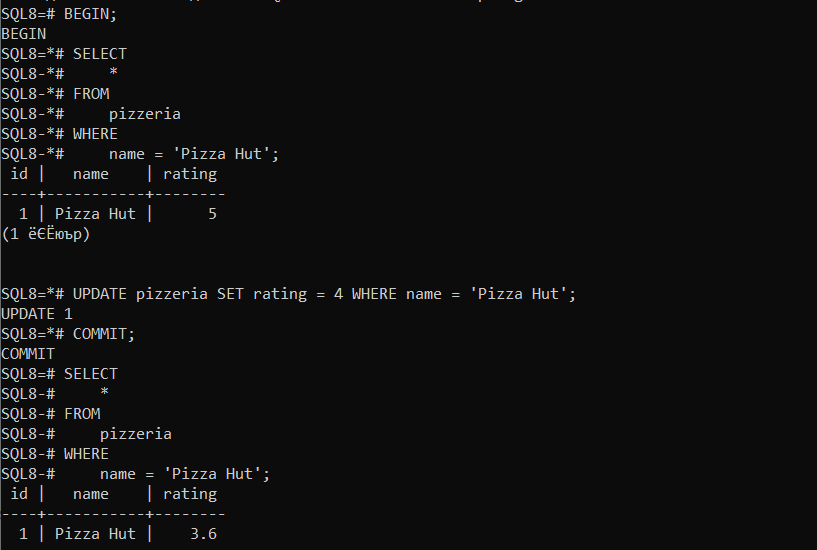 SQL8=# BEGIN;
BEGIN
SQL8=*# SELECT
SQL8-*#     *
SQL8-*# FROM
SQL8-*#     pizzeria
SQL8-*# WHERE
SQL8-*#     name = 'Pizza Hut';
 id |   name    | rating
----+-----------+--------
  1 | Pizza Hut |      5
(1 ёЄЁюър)
SQL8=*# UPDATE pizzeria SET rating = 4 WHERE name = 'Pizza Hut';
UPDATE 1
SQL8=*# COMMIT;
COMMIT
SQL8=# SELECT
SQL8-#     *
SQL8-# FROM
SQL8-#     pizzeria
SQL8-# WHERE
SQL8-#     name = 'Pizza Hut';
 id |   name    | rating
----+-----------+--------
  1 | Pizza Hut |    3.6